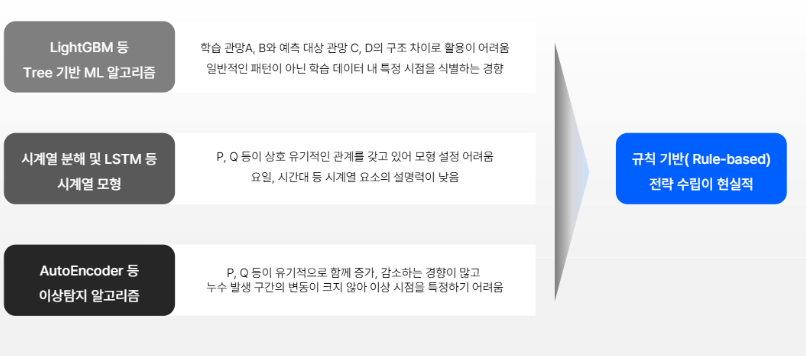 LightGBM 등
Tree 기반 ML 알고리즘
학습 관망A, B와 예측 대상 관망 C, D의 구조 차이로 활용이 어려움
일반적인 패턴이 아닌 학습 데이터 내 특정 시점을 식별하는 경향
시계열 분해 및 LSTM 등
시계열 모형
P, Q 등이 상호 유기적인 관계를 갖고 있어 모형 설정 어려움
요일, 시간대 등 시계열 요소의 설명력이 낮음
AutoEncoder 등
이상탐지 알고리즘
P, Q 등이 유기적으로 함께 증가, 감소하는 경향이 많고
누수 발생 구간의 변동이 크지 않아 이상 시점을 특정하기 어려움
규칙 기반( Rule-based)
전략 수립이 현실적